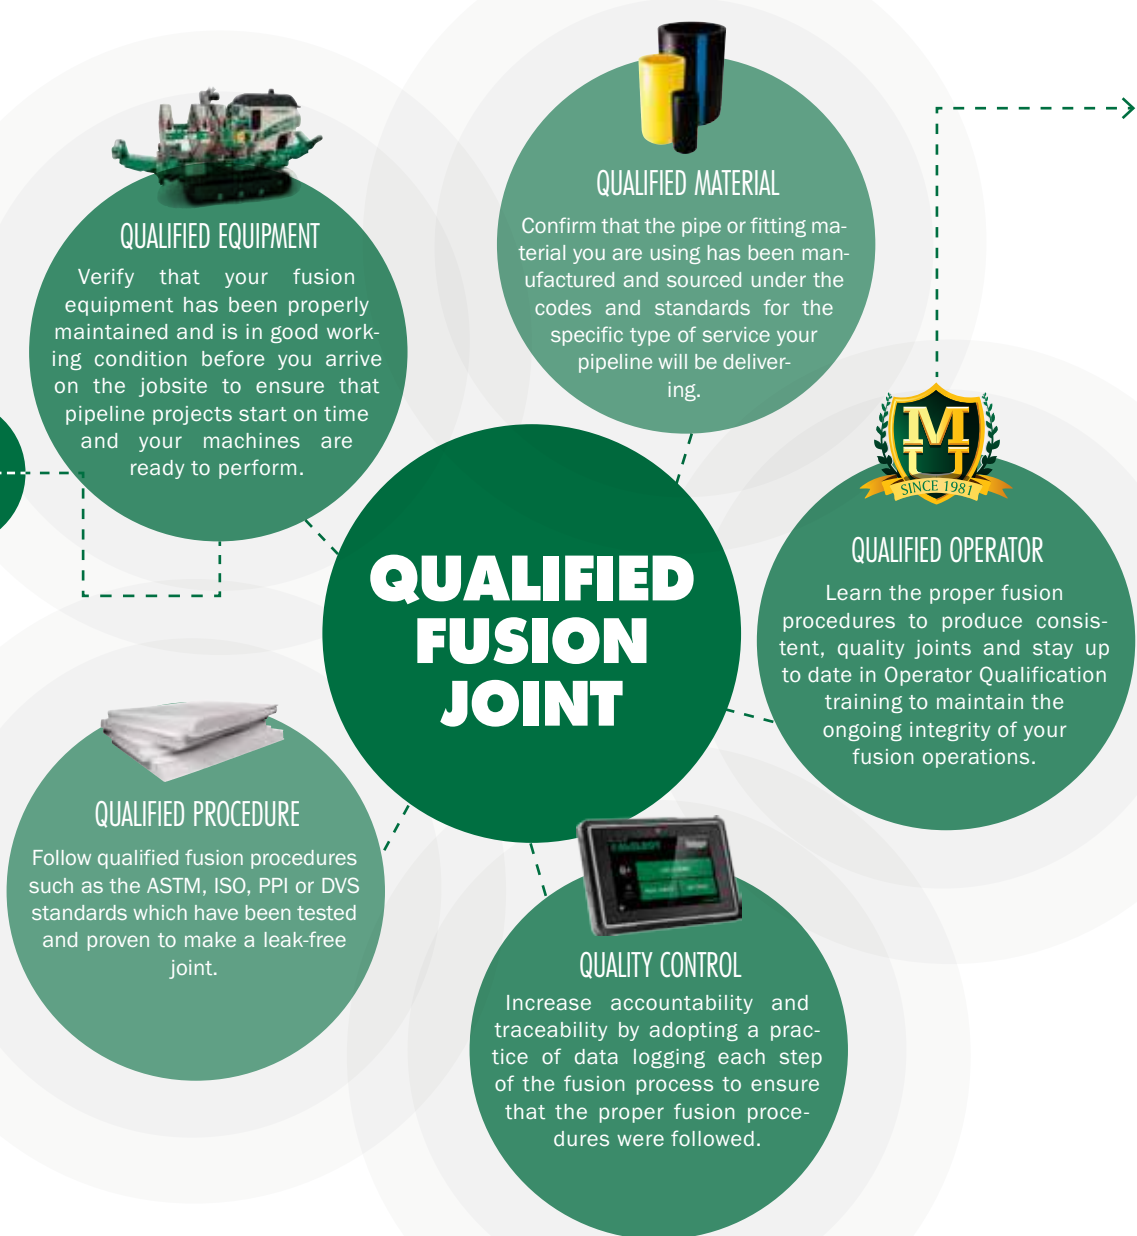 QUALIFIED EQUIPMENT
Verify that your fusion
equipment has been properly
maintained and is in good work-
ing condition before you arrive
on the jobsite to ensure that
pipeline projects start on time
and your machines are
ready to perform.
QUALIFIED MATERIAL
Confirm that the pipe or fitting ma-
terial you are using has been man-
ufactured and sourced under the
codes and standards for the
specific type of service your
pipeline will be deliver-
ing.
MU
SINCE 1981
QUALIFIED OPERATOR
Learn the proper fusion
procedures to produce consis-
tent, quality joints and stay up
to date in Operator Qualification
training to maintain the
ongoing integrity of your
fusion operations.
QUALIFIED
FUSION
JOINT
QUALIFIED PROCEDURE
Follow qualified fusion procedures
such as the ASTM, ISO, PPI or DVS
standards which have been tested
and proven to make a leak-free
joint.
QUALITY CONTROL
Increase accountability and
traceability by adopting a prac-
tice of data logging each step
of the fusion process to ensure
that the proper fusion proce-
dures were followed.